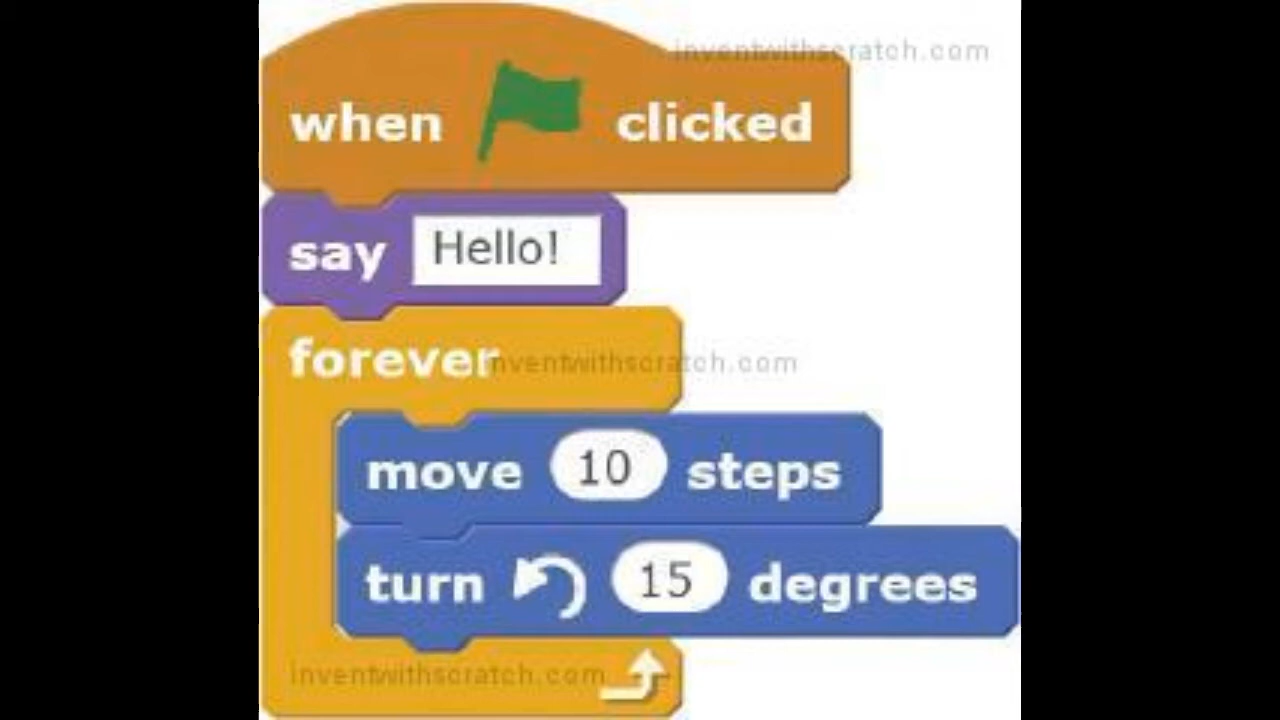 inventwithscratch.com
when clicked
say Hello!
forever
inventwithscratch.com
move 10 steps
turn 15 degrees
inventwithscratch.com